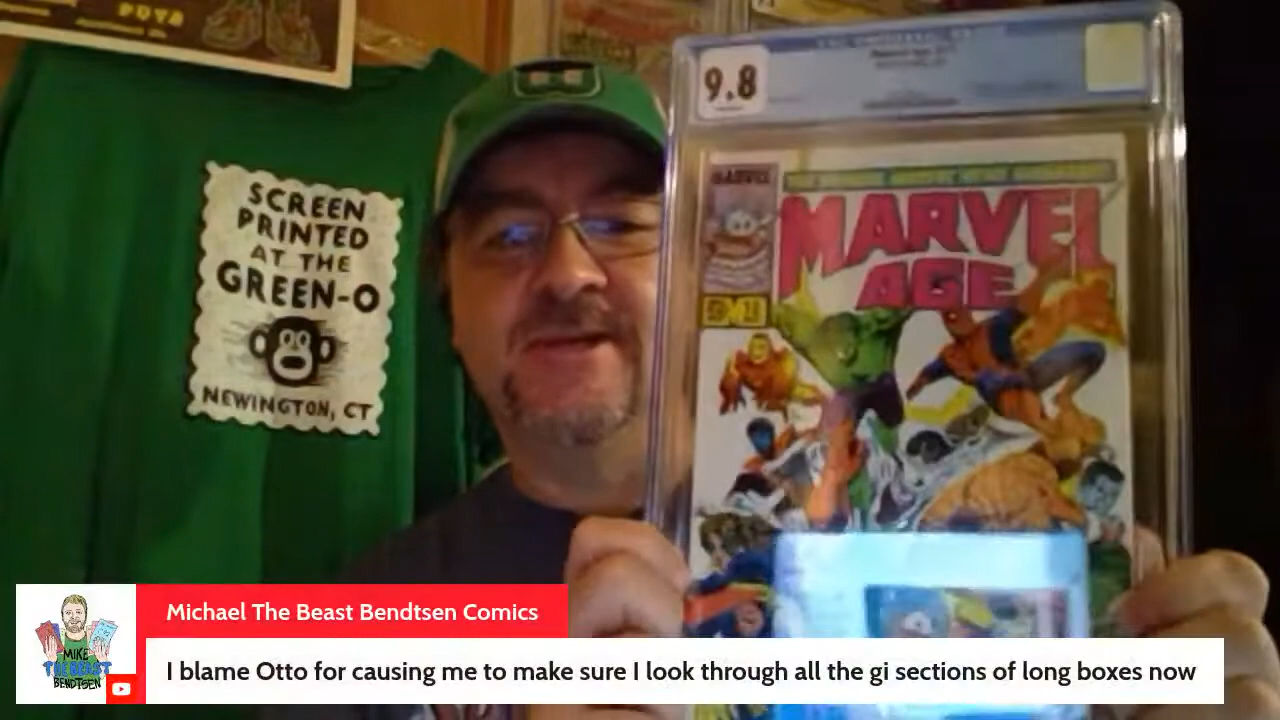 SCREEN
PRINTED
AT THE
GREEN-O
NEWINGTON, CT
9.8
MARVEL
MARVEL
AGE
Michael The Beast Bendtsen Comics
MIKE
THE BEAST
BENDTSEN
I blame Otto for causing me to make sure I look through all the gi sections of long boxes now